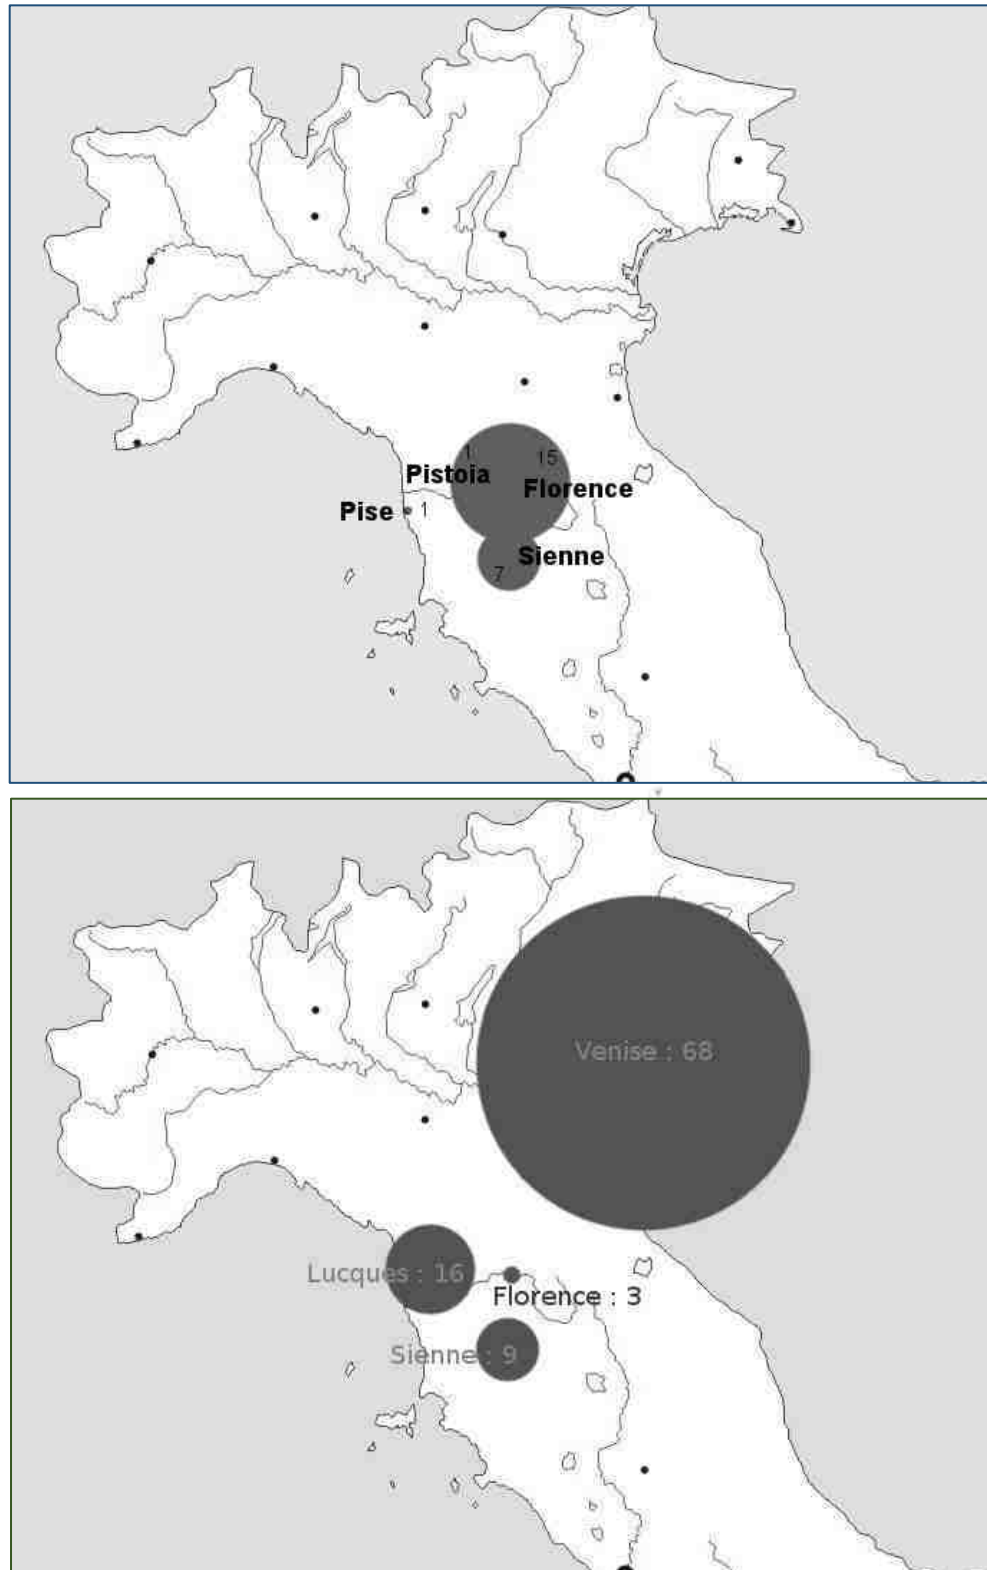 1
15
Pistoia
Florence
Pise
1
Sienne
7
Venise : 68
Lucques : 16
Florence : 3
Sienne : 9